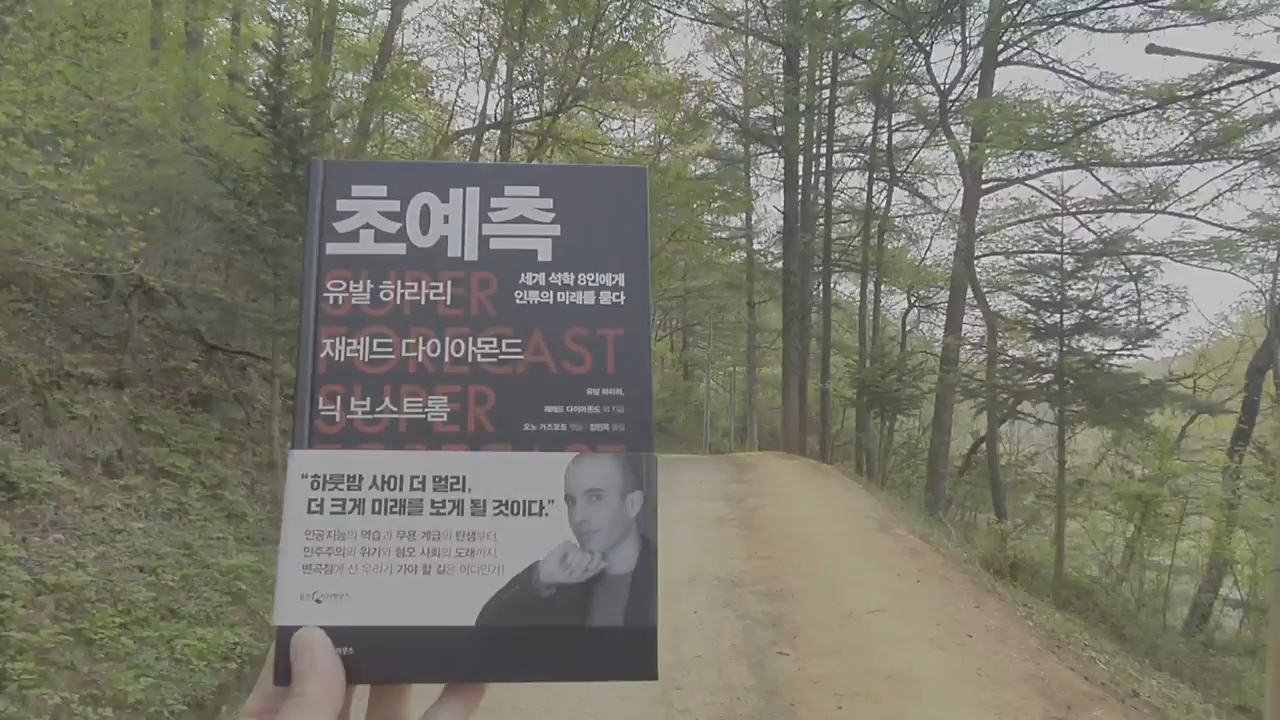 초예측
SUPER
FORECAST
SUPER
유발 하라리
재레드 다이아몬드
닉 보스트롬
세계 석학 8인에게
인류의 미래를 묻다
유발 하라리,
재레드 다이아몬드 외 지음
오노 가즈모토 엮음 · 정현옥 옮김
“하룻밤 사이 더 멀리,
더 크게 미래를 보게 될 것이다.”
인공지능의 역습과 무용 계급의 탄생부터,
민주주의의 위기와 혐오 사회의 도래까지,
변곡점에 선 우리가 가야 할 길은 어디인가!
웅진지식하우스